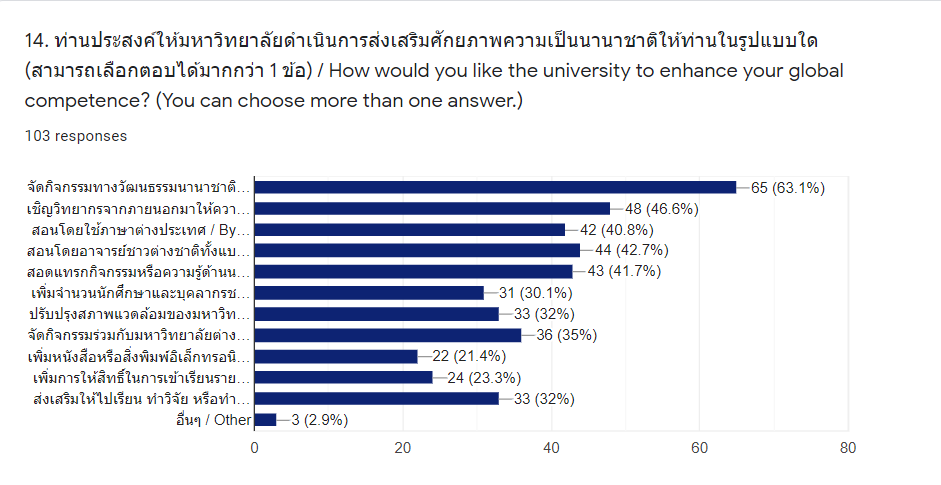 14. ท่านประสงค์ให้มหาวิทยาลัยดำเนินการส่งเสริมศักยภาพความเป็นนานาชาติให้ท่านในรูปแบบใด
(สามารถเลือกตอบได้มากกว่า 1 ข้อ) / How would you like the university to enhance your global
competence? (You can choose more than one answer.)
103 responses
จัดกิจกรรมทางวัฒนธรรมนานาชาติ... 65 (63.1%)
เชิญวิทยากรจากภายนอกมาให้ควา... 48 (46.6%)
สอนโดยใช้ภาษาต่างประเทศ / By... 42 (40.8%)
สอนโดยอาจารย์ชาวต่างชาติทั้งแบ... 44 (42.7%)
สอดแทรกกิจกรรมหรือความรู้ด้านน... 43 (41.7%)
เพิ่มจำนวนนักศึกษาและบุคลากรช... 31 (30.1%)
ปรับปรุงสภาพแวดล้อมของมหาวิท... 33 (32%)
จัดกิจกรรมร่วมกับมหาวิทยาลัยต่าง... 36 (35%)
เพิ่มหนังสือหรือสิ่งพิมพ์อิเล็กทรอนิ... 22 (21.4%)
เพิ่มการให้สิทธิ์ในการเข้าเรียนราย... 24 (23.3%)
ส่งเสริมให้ไปเรียน ทำวิจัย หรือทำ... 33 (32%)
อื่นๆ / Other 3 (2.9%)
0 20 40 60 80